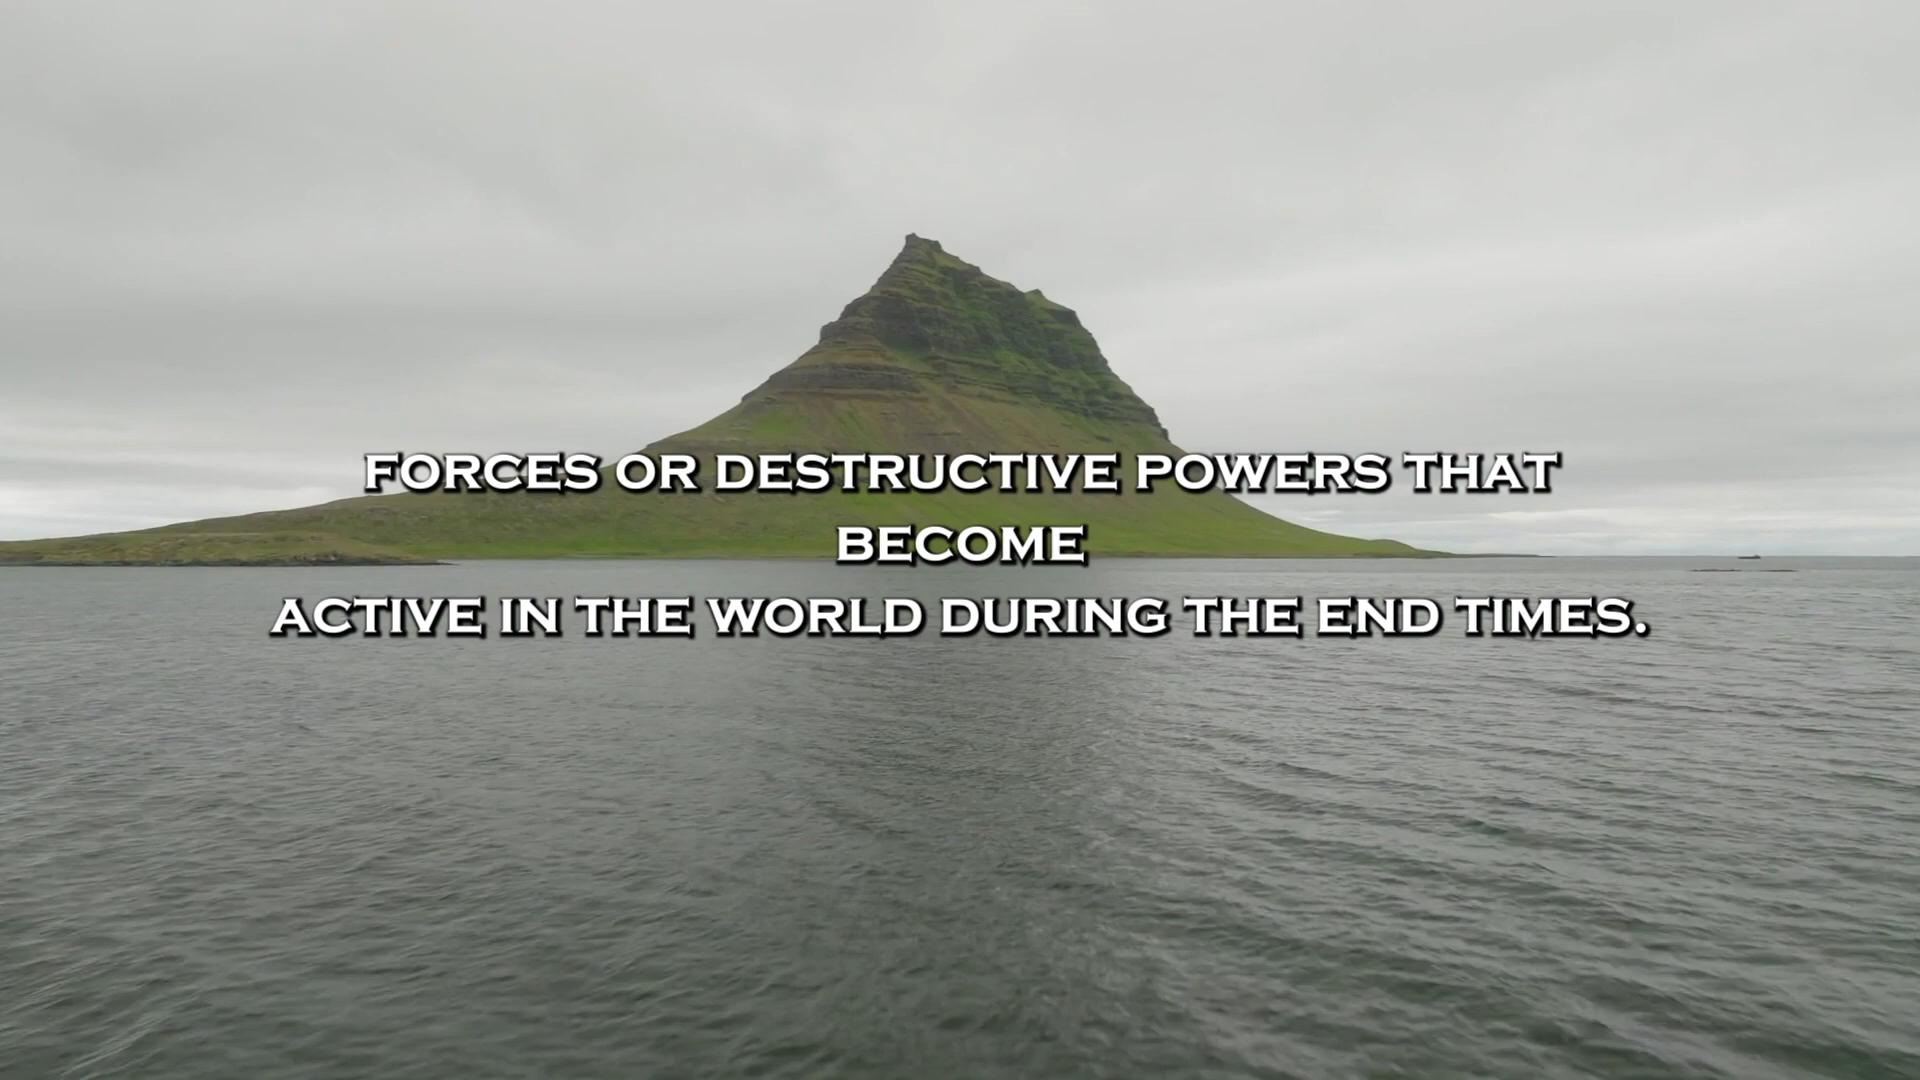 FORCES OR DESTRUCTIVE POWERS THAT
BECOME
ACTIVE IN THE WORLD DURING THE END TIMES.